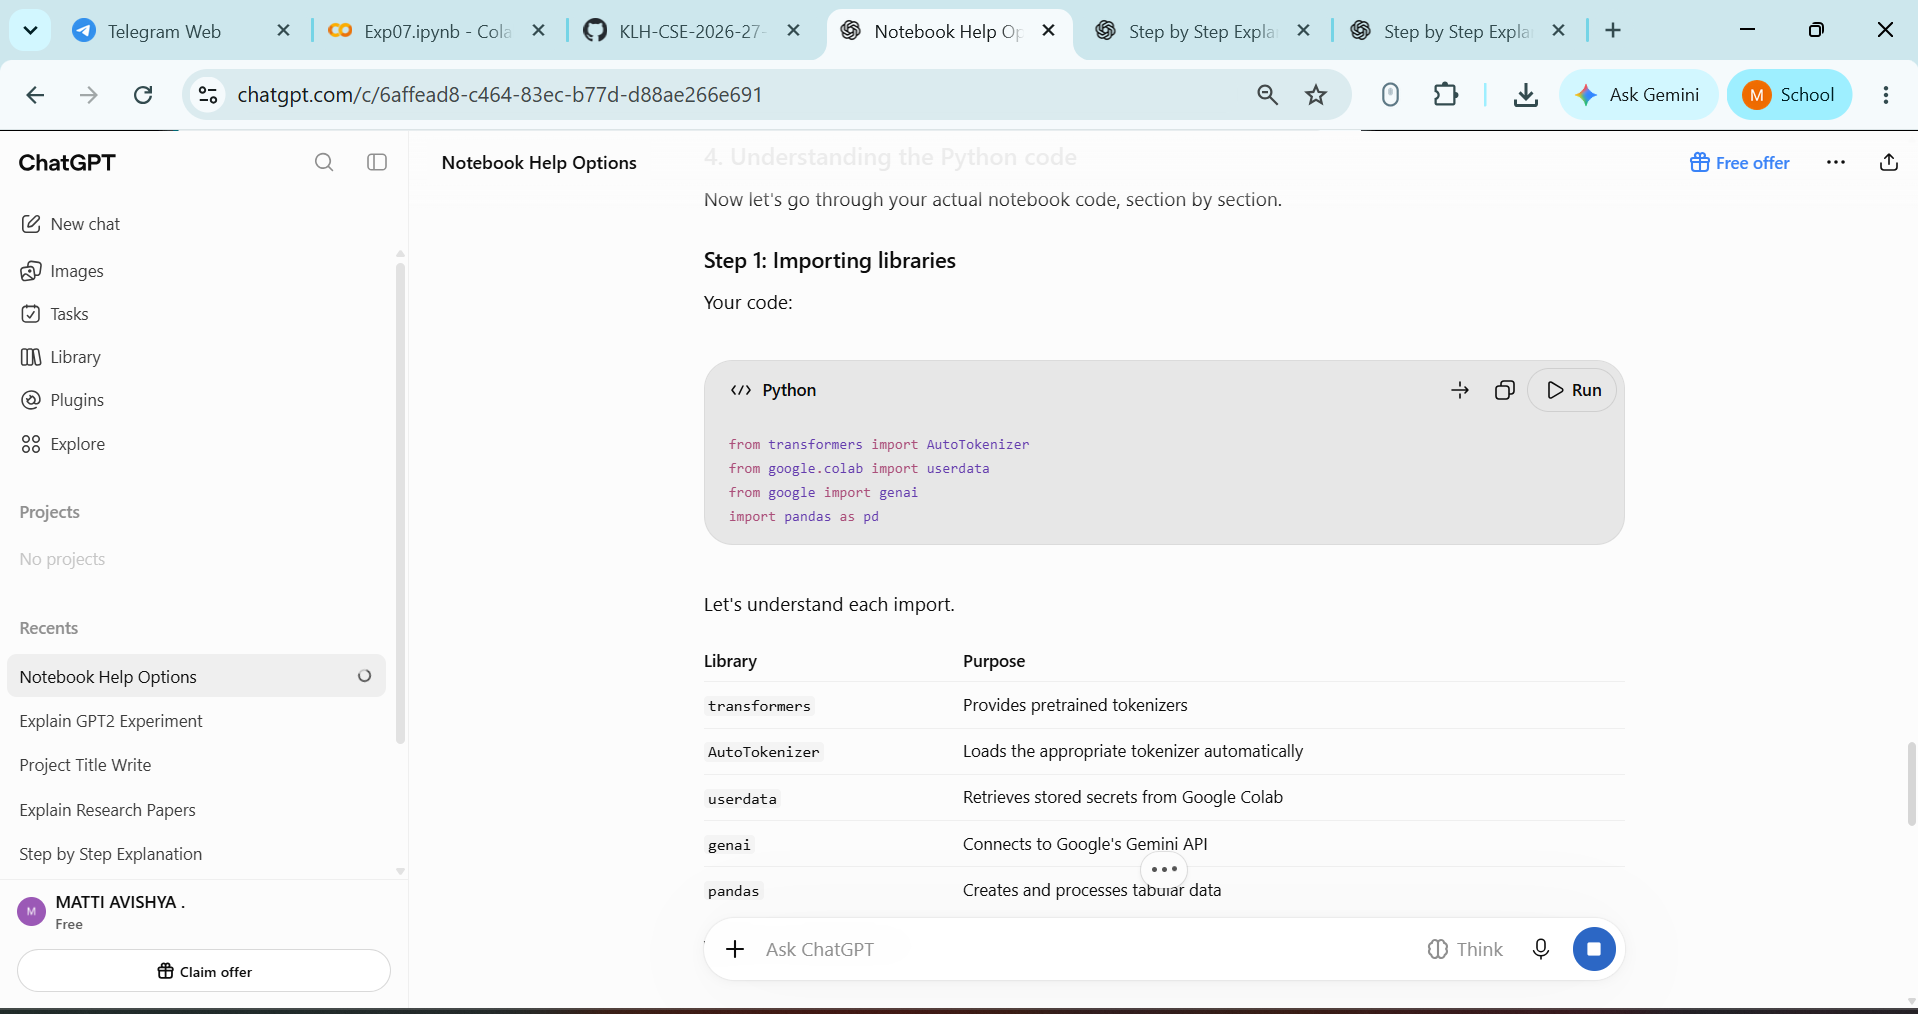 Telegram Web
Exp07.ipynb - Cola
KLH-CSE-2026-27-
Notebook Help Op
Step by Step Expla
Step by Step Expla
chatgpt.com/c/6affead8-c464-83ec-b77d-d88ae266e691
Ask Gemini
M
School
ChatGPT
Notebook Help Options
Free offer
New chat
Images
Tasks
Library
Plugins
Explore
Projects
No projects
Recents
Notebook Help Options
Explain GPT2 Experiment
Project Title Write
Explain Research Papers
Step by Step Explanation
M
MATTI AVISHYA .
Free
Claim offer
4. Understanding the Python code
Now let's go through your actual notebook code, section by section.
Step 1: Importing libraries
Your code:
Python
Run
from transformers import AutoTokenizer
from google.colab import userdata
from google import genai
import pandas as pd
Let's understand each import.
Library Purpose
transformers Provides pretrained tokenizers
AutoTokenizer Loads the appropriate tokenizer automatically
userdata Retrieves stored secrets from Google Colab
genai Connects to Google's Gemini API
pandas Creates and processes tabular data
Ask ChatGPT
Think